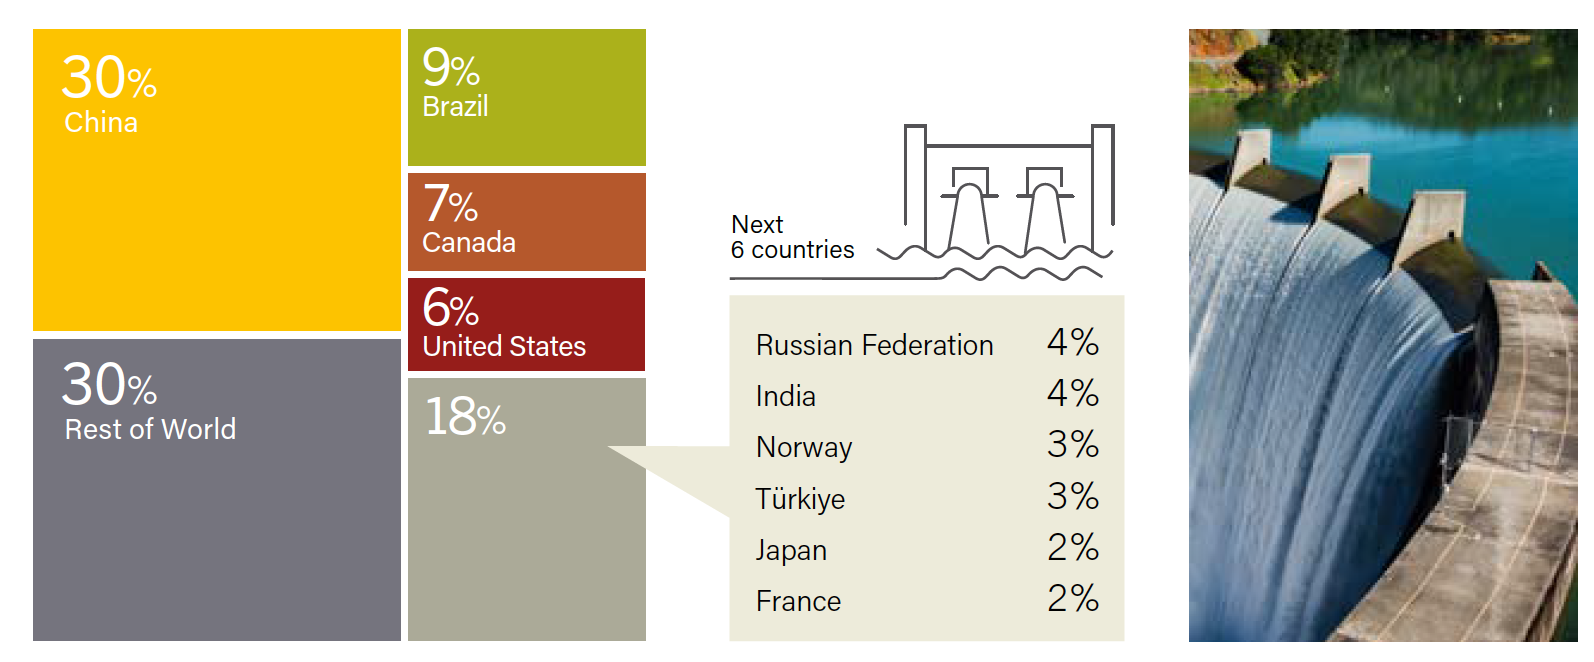 30%
China
30%
Rest of World
9%
Brazil
7%
Canada
6%
United States
18%
Next
6 countries
Russian Federation 4%
India 4%
Norway 3%
Türkiye 3%
Japan 2%
France 2%